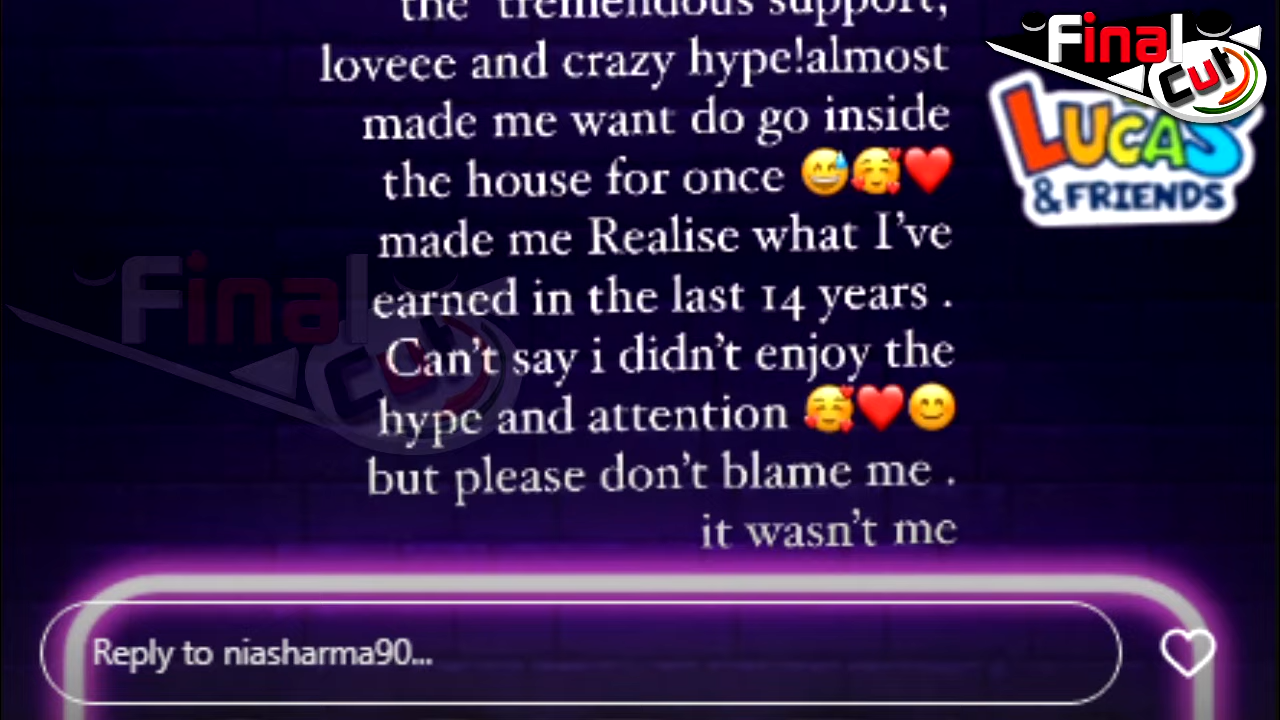 the tremendous support,
loveee and crazy hype!almost
made me want do go inside
the house for once 😅🥰❤️
made me Realise what I've
earned in the last 14 years .
Can't say i didn't enjoy the
hype and attention 🥰❤️😊
but please don't blame me .
it wasn't me
Reply to niasharma90...
Final
cut
LUCAS
& FRIENDS
Final
cut